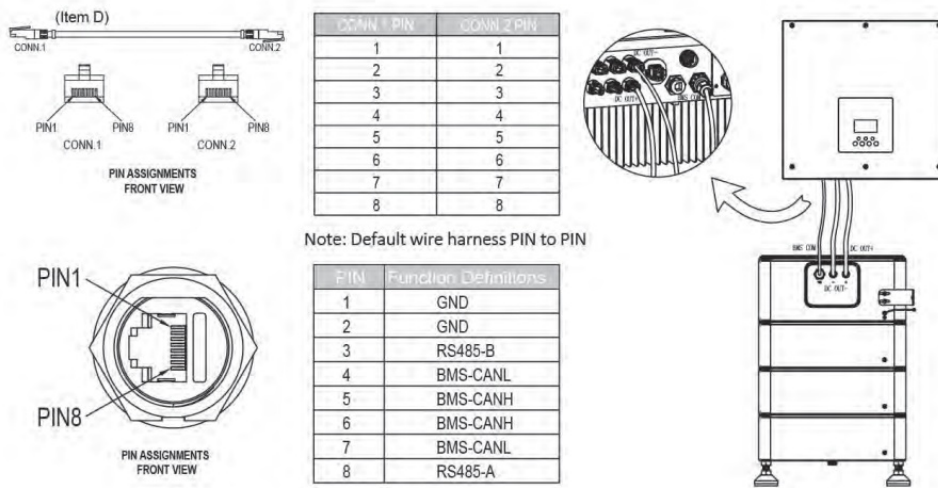 (Item D)
CONN.1
CONN.2
PIN1
PIN8
PIN1
PIN8
CONN.1
CONN.2
PIN ASSIGNMENTS
FRONT VIEW
CONN.1 PIN CONN.2 PIN
1 1
2 2
3 3
4 4
5 5
6 6
7 7
8 8
Note: Default wire harness PIN to PIN
PIN1
PIN8
PIN ASSIGNMENTS
FRONT VIEW
PIN Function Definitions
1 GND
2 GND
3 RS485-B
4 BMS-CANL
5 BMS-CANH
6 BMS-CANH
7 BMS-CANL
8 RS485-A
DC OUT-
DC OUT+
BMS COM
BMS COM
DC OUT+
DC OUT-